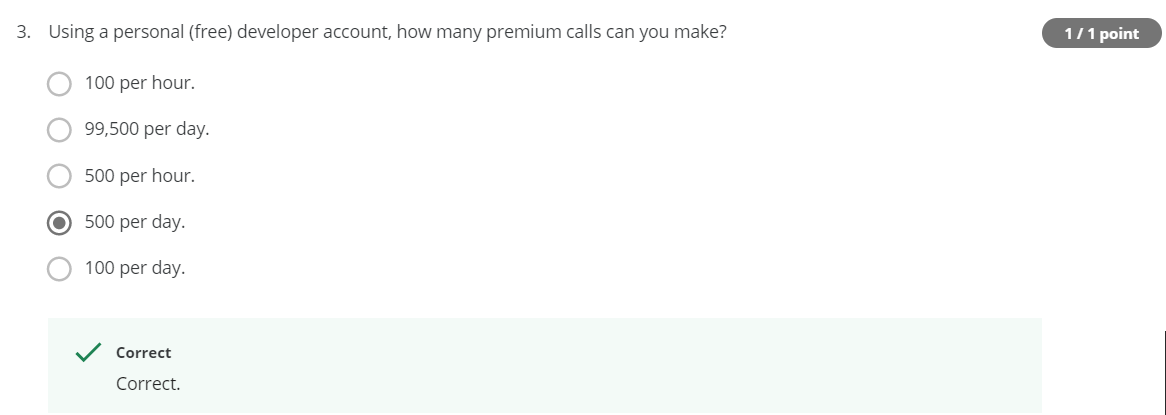 3. Using a personal (free) developer account, how many premium calls can you make?
1 / 1 point
100 per hour.
99,500 per day.
500 per hour.
500 per day.
100 per day.
Correct
Correct.